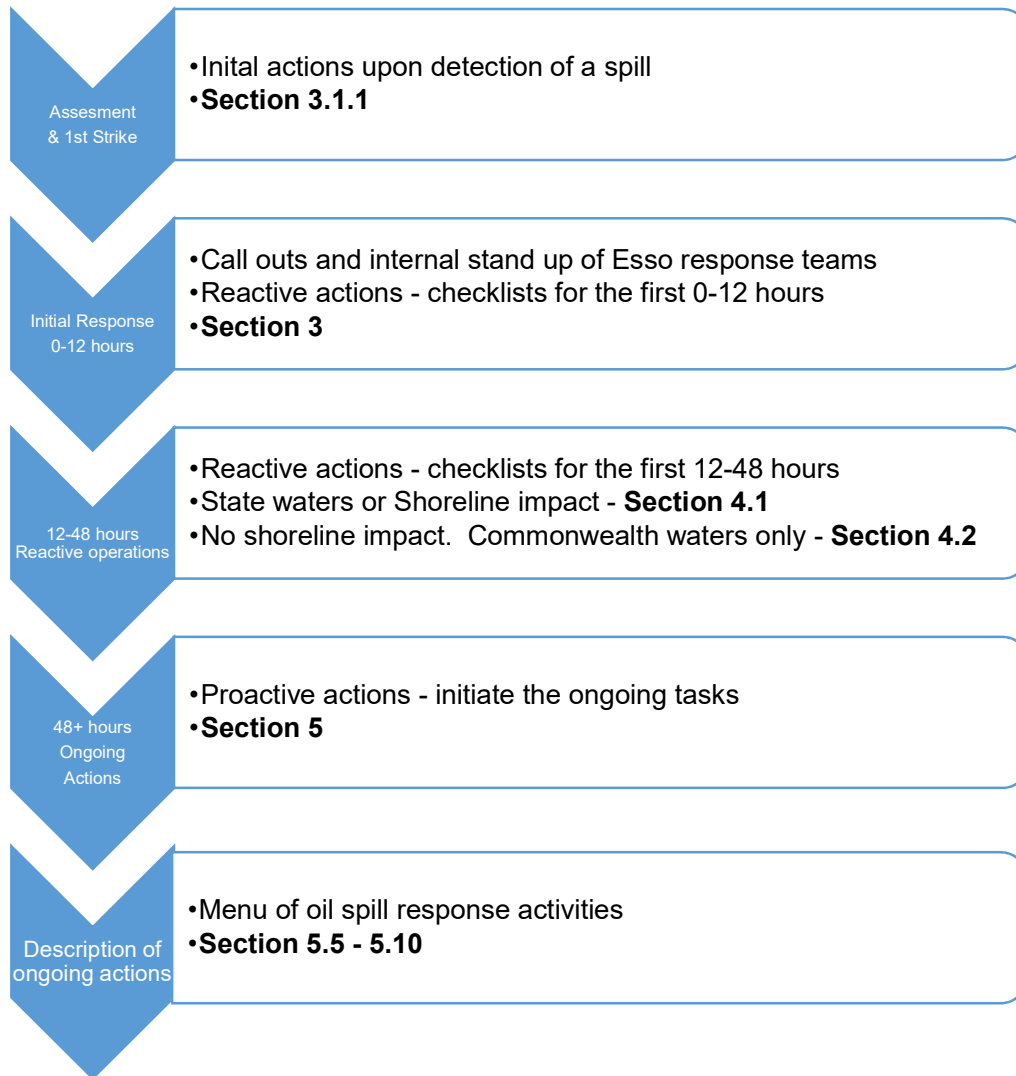 Assesment
& 1st Strike
•Inital actions upon detection of a spill
•Section 3.1.1
Initial Response
0-12 hours
•Call outs and internal stand up of Esso response teams
•Reactive actions - checklists for the first 0-12 hours
•Section 3
12-48 hours
Reactive operations
•Reactive actions - checklists for the first 12-48 hours
•State waters or Shoreline impact - Section 4.1
•No shoreline impact.  Commonwealth waters only - Section 4.2
48+ hours
Ongoing
Actions
•Proactive actions - initiate the ongoing tasks
•Section 5
Description of
ongoing actions
•Menu of oil spill response activities
•Section 5.5 - 5.10